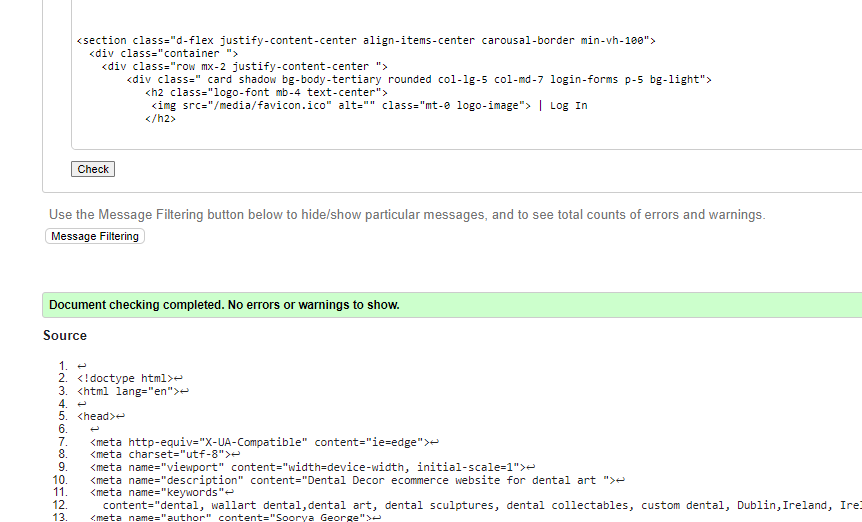 <section class="d-flex justify-content-center align-items-center carousal-border min-vh-100">
<div class="container ">
<div class="row mx-2 justify-content-center ">
<div class=" card shadow bg-body-tertiary rounded col-lg-5 col-md-7 login-forms p-5 bg-light">
<h2 class="logo-font mb-4 text-center">
<img src="/media/favicon.ico" alt="" class="mt-0 logo-image"> | Log In
</h2>
Check
Use the Message Filtering button below to hide/show particular messages, and to see total counts of errors and warnings.
Message Filtering
Document checking completed. No errors or warnings to show.
Source
1. ↩
2. <!doctype html>↩
3. <html lang="en">↩
4. ↩
5. <head>↩
6. ↩
7. <meta http-equiv="X-UA-Compatible" content="ie=edge">↩
8. <meta charset="utf-8">↩
9. <meta name="viewport" content="width=device-width, initial-scale=1">↩
10. <meta name="description" content="Dental Decor ecommerce website for dental art ">↩
11. <meta name="keywords"↩
12. content="dental, wallart dental,dental art, dental sculptures, dental collectables, custom dental, Dublin,Ireland, Irel
13. <meta name="author" content="Soorya George">↩